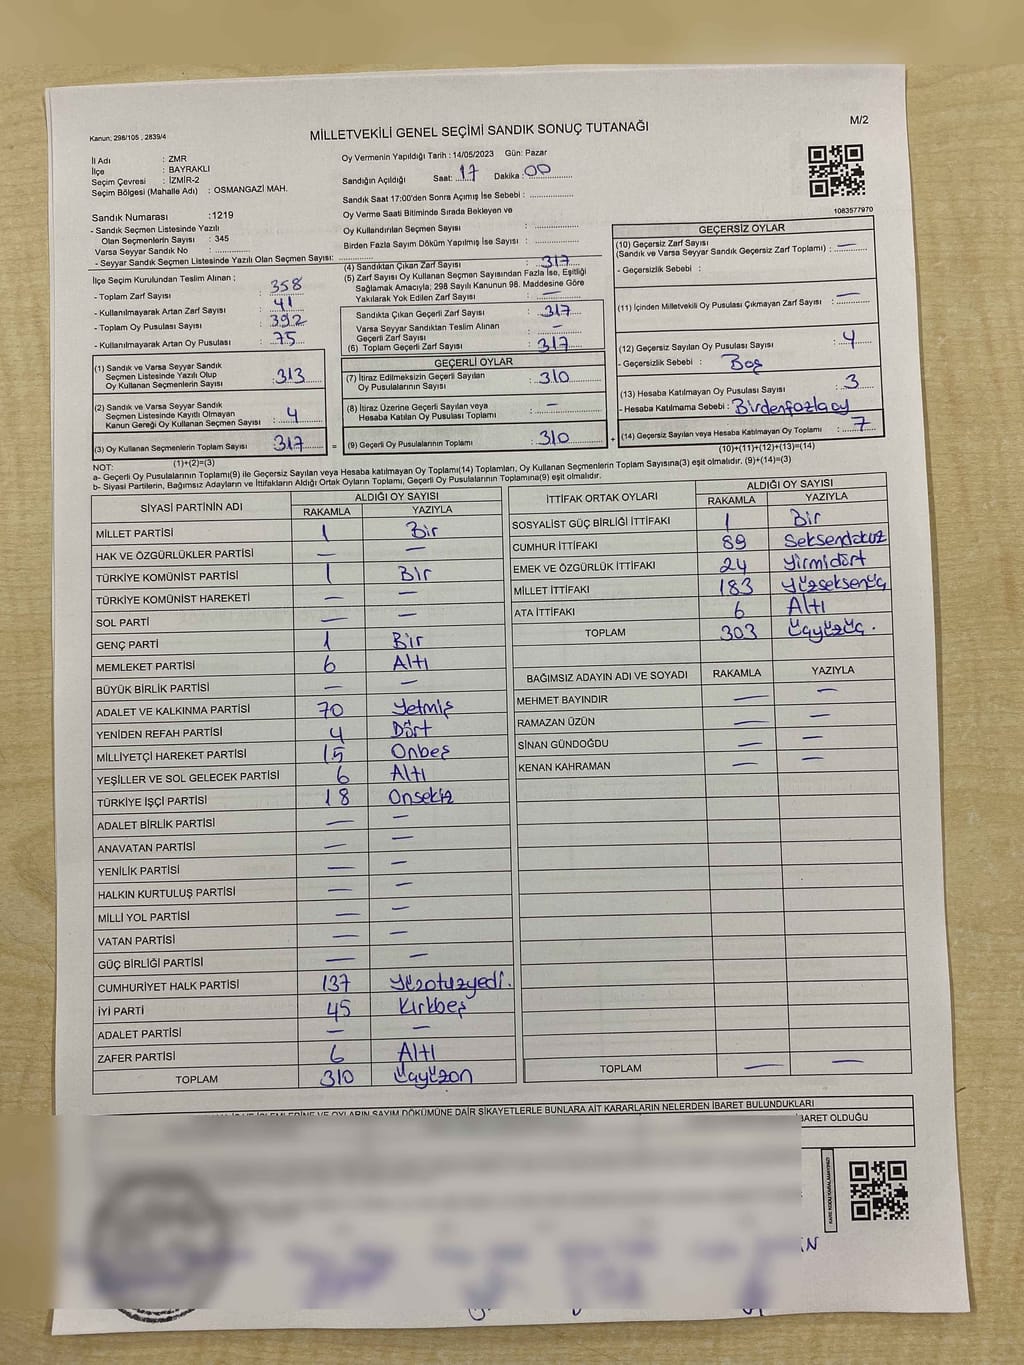 Kanun; 298/105 , 2839/4
MİLLETVEKİLİ GENEL SEÇİMİ SANDIK SONUÇ TUTANAĞI
M/2
İl Adı : ZMR
İlçe : BAYRAKLI
Seçim Çevresi : İZMİR-2
Seçim Bölgesi (Mahalle Adı) : OSMANGAZİ MAH.
Oy Vermenin Yapıldığı Tarih : 14/05/2023 Gün: Pazar
Sandığın Açıldığı Saat: 17 Dakika : 00
Sandık Saat 17:00'den Sonra Açımış İse Sebebi :
Oy Verme Saati Bitiminde Sırada Bekleyen ve
Oy Kullandırılan Seçmen Sayısı :
Birden Fazla Sayım Döküm Yapılmış İse Sayısı :
1083577970
Sandık Numarası : 1219
- Sandık Seçmen Listesinde Yazılı
Olan Seçmenlerin Sayısı : 345
Varsa Seyyar Sandık No :
- Seyyar Sandık Seçmen Listesinde Yazılı Olan Seçmen Sayısı:
İlçe Seçim Kurulundan Teslim Alınan ;
- Toplam Zarf Sayısı : 358
- Kullanılmayarak Artan Zarf Sayısı : 41
- Toplam Oy Pusulası Sayısı : 392
- Kullanılmayarak Artan Oy Pusulası : 75
(1) Sandık ve Varsa Seyyar Sandık
Seçmen Listesinde Yazılı Olup
Oy Kullanan Seçmenlerin Sayısı : 313
(2) Sandık ve Varsa Seyyar Sandık
Seçmen Listesinde Kayıtlı Olmayan
Kanun Gereği Oy Kullanan Seçmen Sayısı : 4
(3) Oy Kullanan Seçmenlerin Toplam Sayısı : 317 =
(1)+(2)=(3)
(4) Sandıktan Çıkan Zarf Sayısı : 317
(5) Zarf Sayısı Oy Kullanan Seçmen Sayısından Fazla İse, Eşitliği
Sağlamak Amacıyla; 298 Sayılı Kanunun 98. Maddesine Göre
Yakılarak Yok Edilen Zarf Sayısı : —
Sandıkta Çıkan Geçerli Zarf Sayısı : 317
Varsa Seyyar Sandıktan Teslim Alınan
Geçerli Zarf Sayısı : —
(6) Toplam Geçerli Zarf Sayısı : 317
GEÇERLİ OYLAR
(7) İtiraz Edilmeksizin Geçerli Sayılan
Oy Pusulalarının Sayısı : 310
(8) İtiraz Üzerine Geçerli Sayılan veya
Hesaba Katılan Oy Pusulası Toplamı : —
(9) Geçerli Oy Pusulalarının Toplamı : 310 +
GEÇERSİZ OYLAR
(10) Geçersiz Zarf Sayısı
(Sandık ve Varsa Seyyar Sandık Geçersiz Zarf Toplamı) : —
- Geçersizlik Sebebi :
(11) İçinden Milletvekili Oy Pusulası Çıkmayan Zarf Sayısı : —
(12) Geçersiz Sayılan Oy Pusulası Sayısı : 4
- Geçersizlik Sebebi : Boş
(13) Hesaba Katılmayan Oy Pusulası Sayısı : 3
- Hesaba Katılmama Sebebi : Birdenfazla oy
(14) Geçersiz Sayılan veya Hesaba Katılmayan Oy Toplamı : 7
(10)+(11)+(12)+(13)=(14)
NOT:
a- Geçerli Oy Pusulalarının Toplamı(9) ile Geçersiz Sayılan veya Hesaba katılmayan Oy Toplamı(14) Toplamları, Oy Kullanan Seçmenlerin Toplam Sayısına(3) eşit olmalıdır. (9)+(14)=(3)
b- Siyasi Partilerin, Bağımsız Adayların ve İttifakların Aldığı Ortak Oyların Toplamı, Geçerli Oy Pusulalarının Toplamına(9) eşit olmalıdır.
SİYASİ PARTİNİN ADI ALDIĞI OY SAYISI
RAKAMLA YAZIYLA
MİLLET PARTİSİ 1 Bir
HAK VE ÖZGÜRLÜKLER PARTİSİ — —
TÜRKİYE KOMÜNİST PARTİSİ 1 Bir
TÜRKİYE KOMÜNİST HAREKETİ — —
SOL PARTİ — —
GENÇ PARTİ 1 Bir
MEMLEKET PARTİSİ 6 Altı
BÜYÜK BİRLİK PARTİSİ — —
ADALET VE KALKINMA PARTİSİ 70 Yetmiş
YENİDEN REFAH PARTİSİ 4 Dört
MİLLİYETÇİ HAREKET PARTİSİ 15 Onbeş
YEŞİLLER VE SOL GELECEK PARTİSİ 6 Altı
TÜRKİYE İŞÇİ PARTİSİ 18 Onsekiz
ADALET BİRLİK PARTİSİ — —
ANAVATAN PARTİSİ — —
YENİLİK PARTİSİ — —
HALKIN KURTULUŞ PARTİSİ — —
MİLLİ YOL PARTİSİ — —
VATAN PARTİSİ — —
GÜÇ BİRLİĞİ PARTİSİ — —
CUMHURİYET HALK PARTİSİ 137 Yüzotuzyedi.
İYİ PARTİ 45 Kırkbeş
ADALET PARTİSİ — —
ZAFER PARTİSİ 6 Altı
TOPLAM 310 Üçyüzon
İTTİFAK ORTAK OYLARI ALDIĞI OY SAYISI
RAKAMLA YAZIYLA
SOSYALİST GÜÇ BİRLİĞİ İTTİFAKI 1 Bir
CUMHUR İTTİFAKI 89 Seksendokuz
EMEK VE ÖZGÜRLÜK İTTİFAKI 24 Yirmidört
MİLLET İTTİFAKI 183 Yüzseksenüç
ATA İTTİFAKI 6 Altı
TOPLAM 303 Üçyüzüç.
BAĞIMSIZ ADAYIN ADI VE SOYADI RAKAMLA YAZIYLA
MEHMET BAYINDIR — —
RAMAZAN ÜZÜN — —
SİNAN GÜNDOĞDU — —
KENAN KAHRAMAN — —
TOPLAM — —
OYLARIN SAYIM DÖKÜMÜNE DAİR ŞİKAYETLERLE BUNLARA AİT KARARLARIN NELERDEN İBARET BULUNDUKLARI
İBARET OLDUĞU
KARE KODU KARALAMAYINIZ!